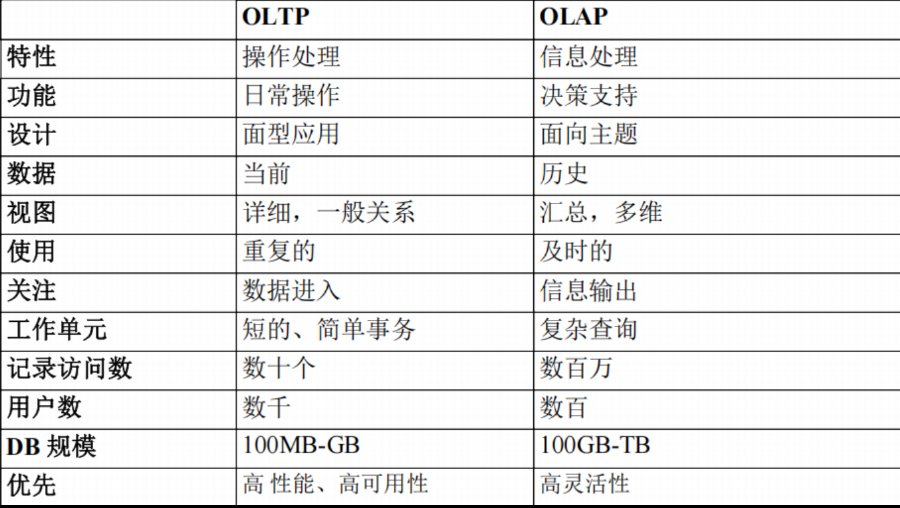 OLTP OLAP
特性 操作处理 信息处理
功能 日常操作 决策支持
设计 面型应用 面向主题
数据 当前 历史
视图 详细，一般关系 汇总，多维
使用 重复的 及时的
关注 数据进入 信息输出
工作单元 短的、简单事务 复杂查询
记录访问数 数十个 数百万
用户数 数千 数百
DB 规模 100MB-GB 100GB-TB
优先 高 性能、高可用性 高灵活性